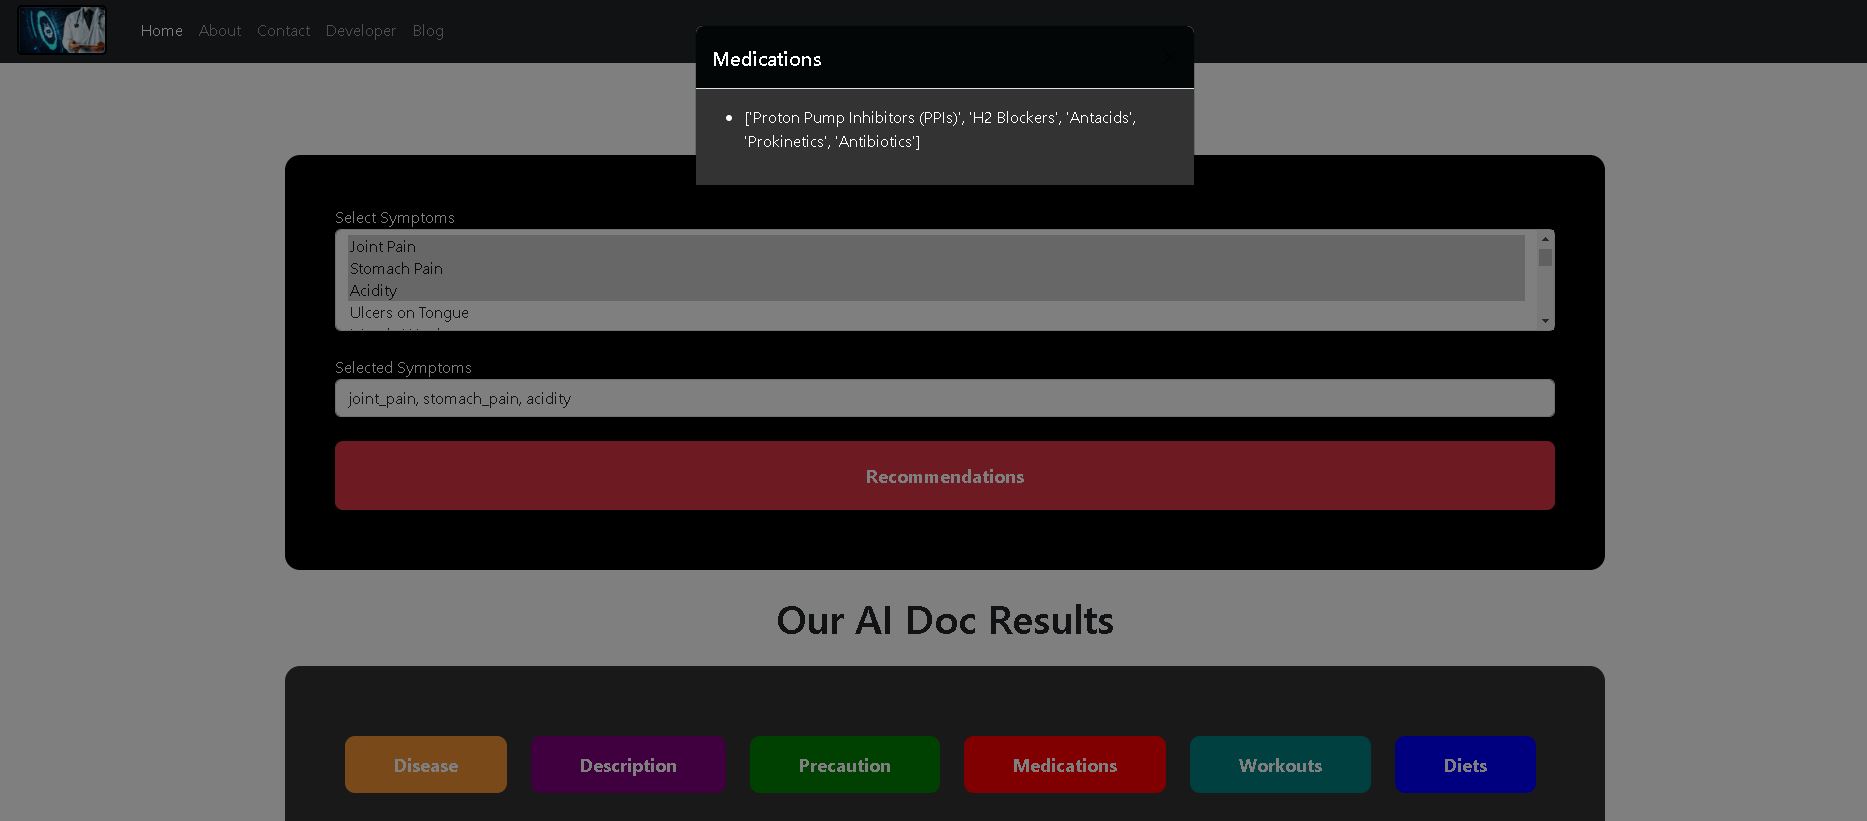 Home About Contact Developer Blog
Medications
['Proton Pump Inhibitors (PPIs)', 'H2 Blockers', 'Antacids',
'Prokinetics', 'Antibiotics']
Select Symptoms
Joint Pain
Stomach Pain
Acidity
Ulcers on Tongue
Selected Symptoms
joint_pain, stomach_pain, acidity
Recommendations
Our AI Doc Results
Disease Description Precaution Medications Workouts Diets